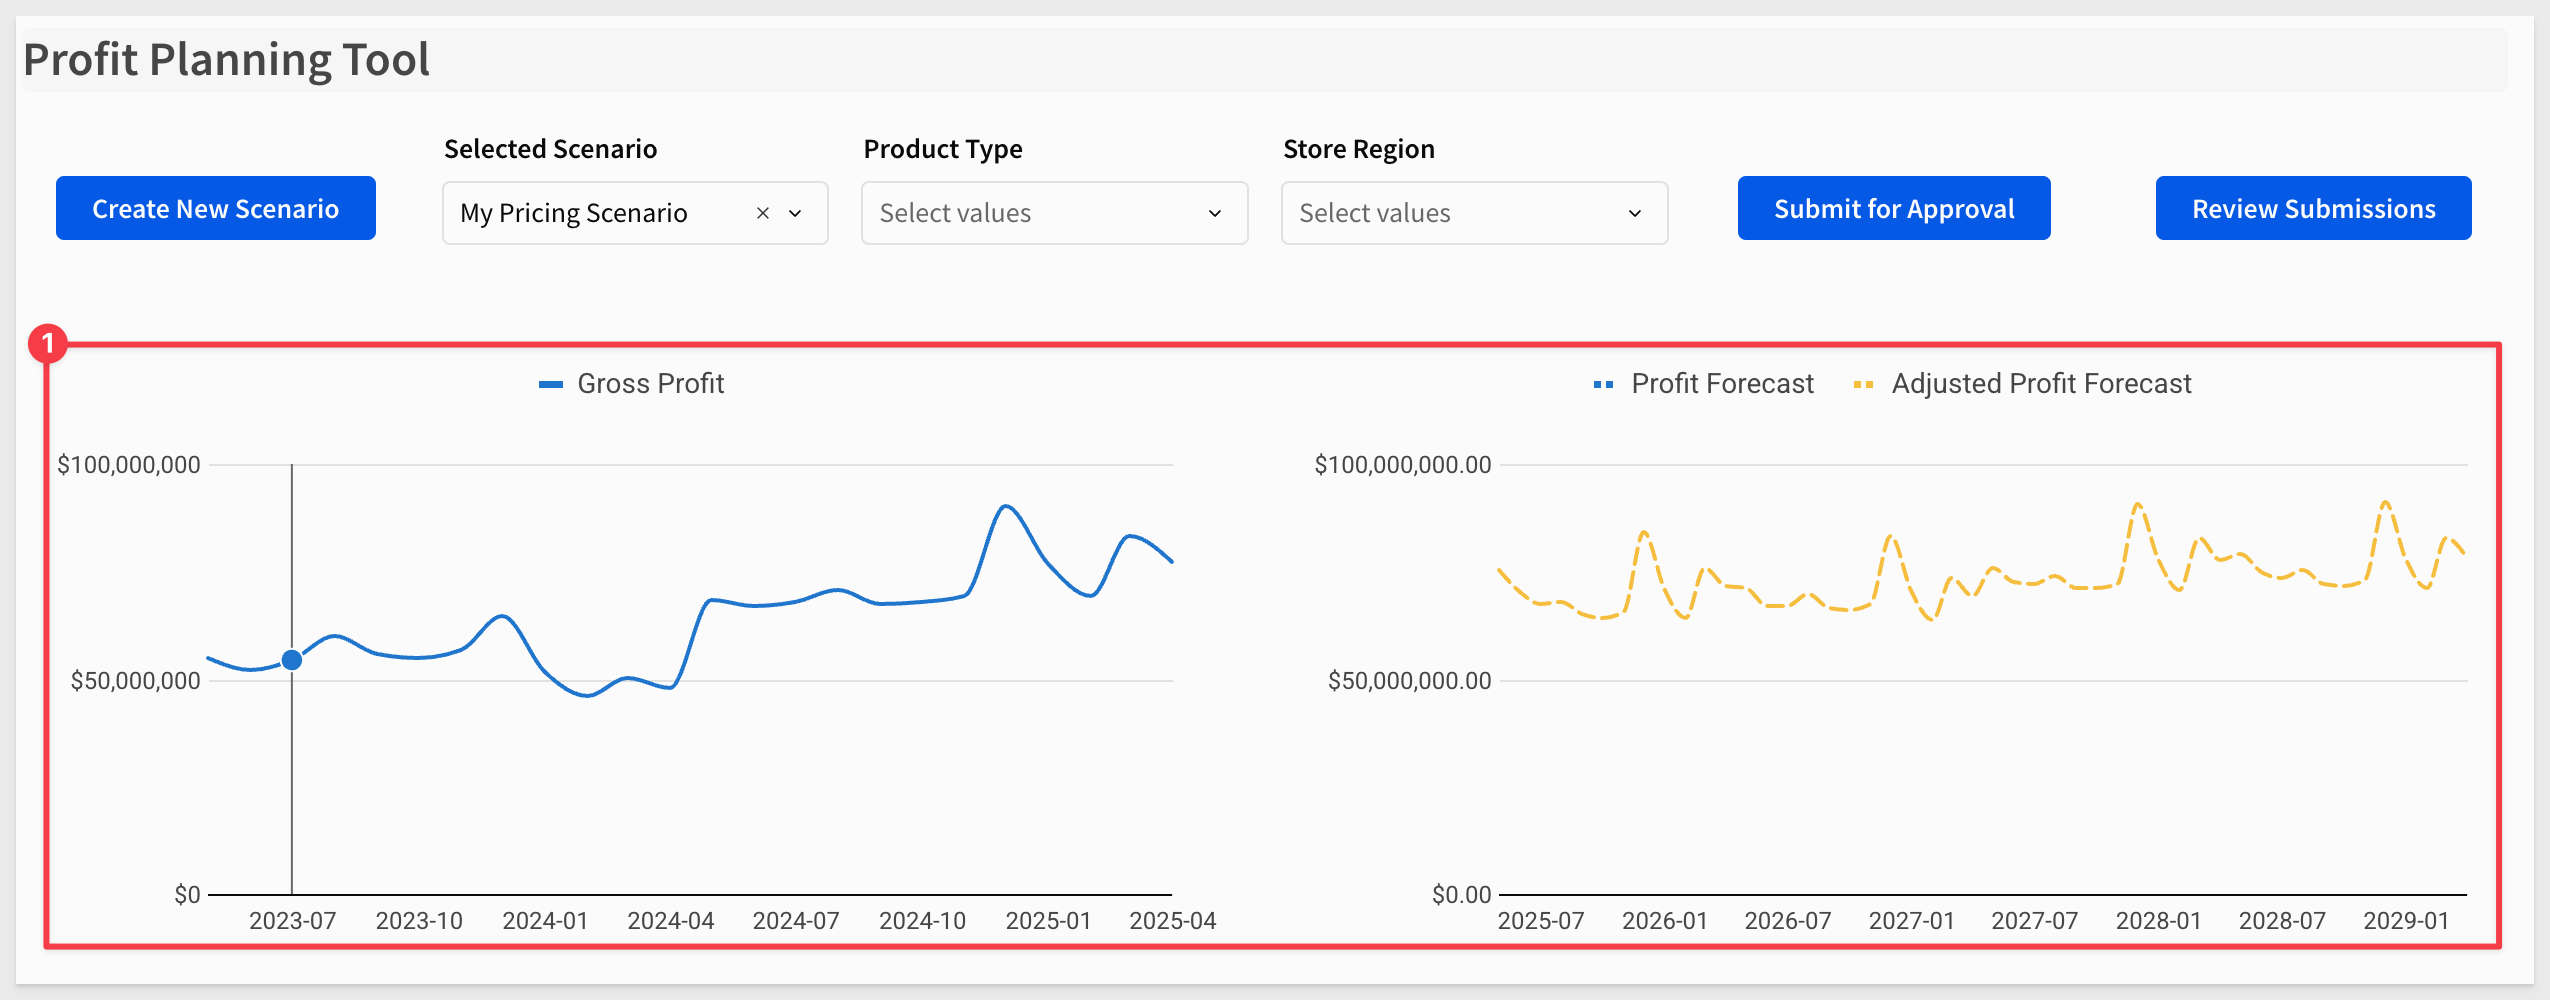 Profit Planning Tool
Selected Scenario
Product Type
Store Region
Create New Scenario
My Pricing Scenario
Select values
Select values
Submit for Approval
Review Submissions
1
Gross Profit
$100,000,000
$50,000,000
$0
2023-07 2023-10 2024-01 2024-04 2024-07 2024-10 2025-01 2025-04
Profit Forecast Adjusted Profit Forecast
$100,000,000.00
$50,000,000.00
$0.00
2025-07 2026-01 2026-07 2027-01 2027-07 2028-01 2028-07 2029-01